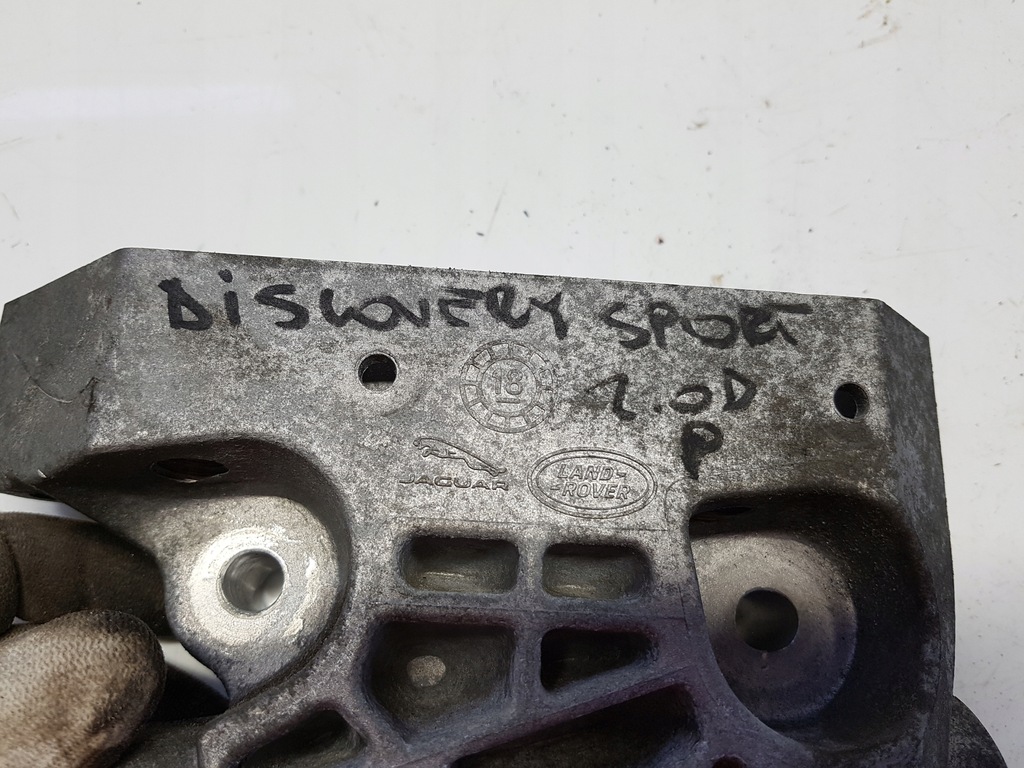 DiSCOVERY SPORT
18
2.0D
P
JAGUAR
LAND-
-ROVER